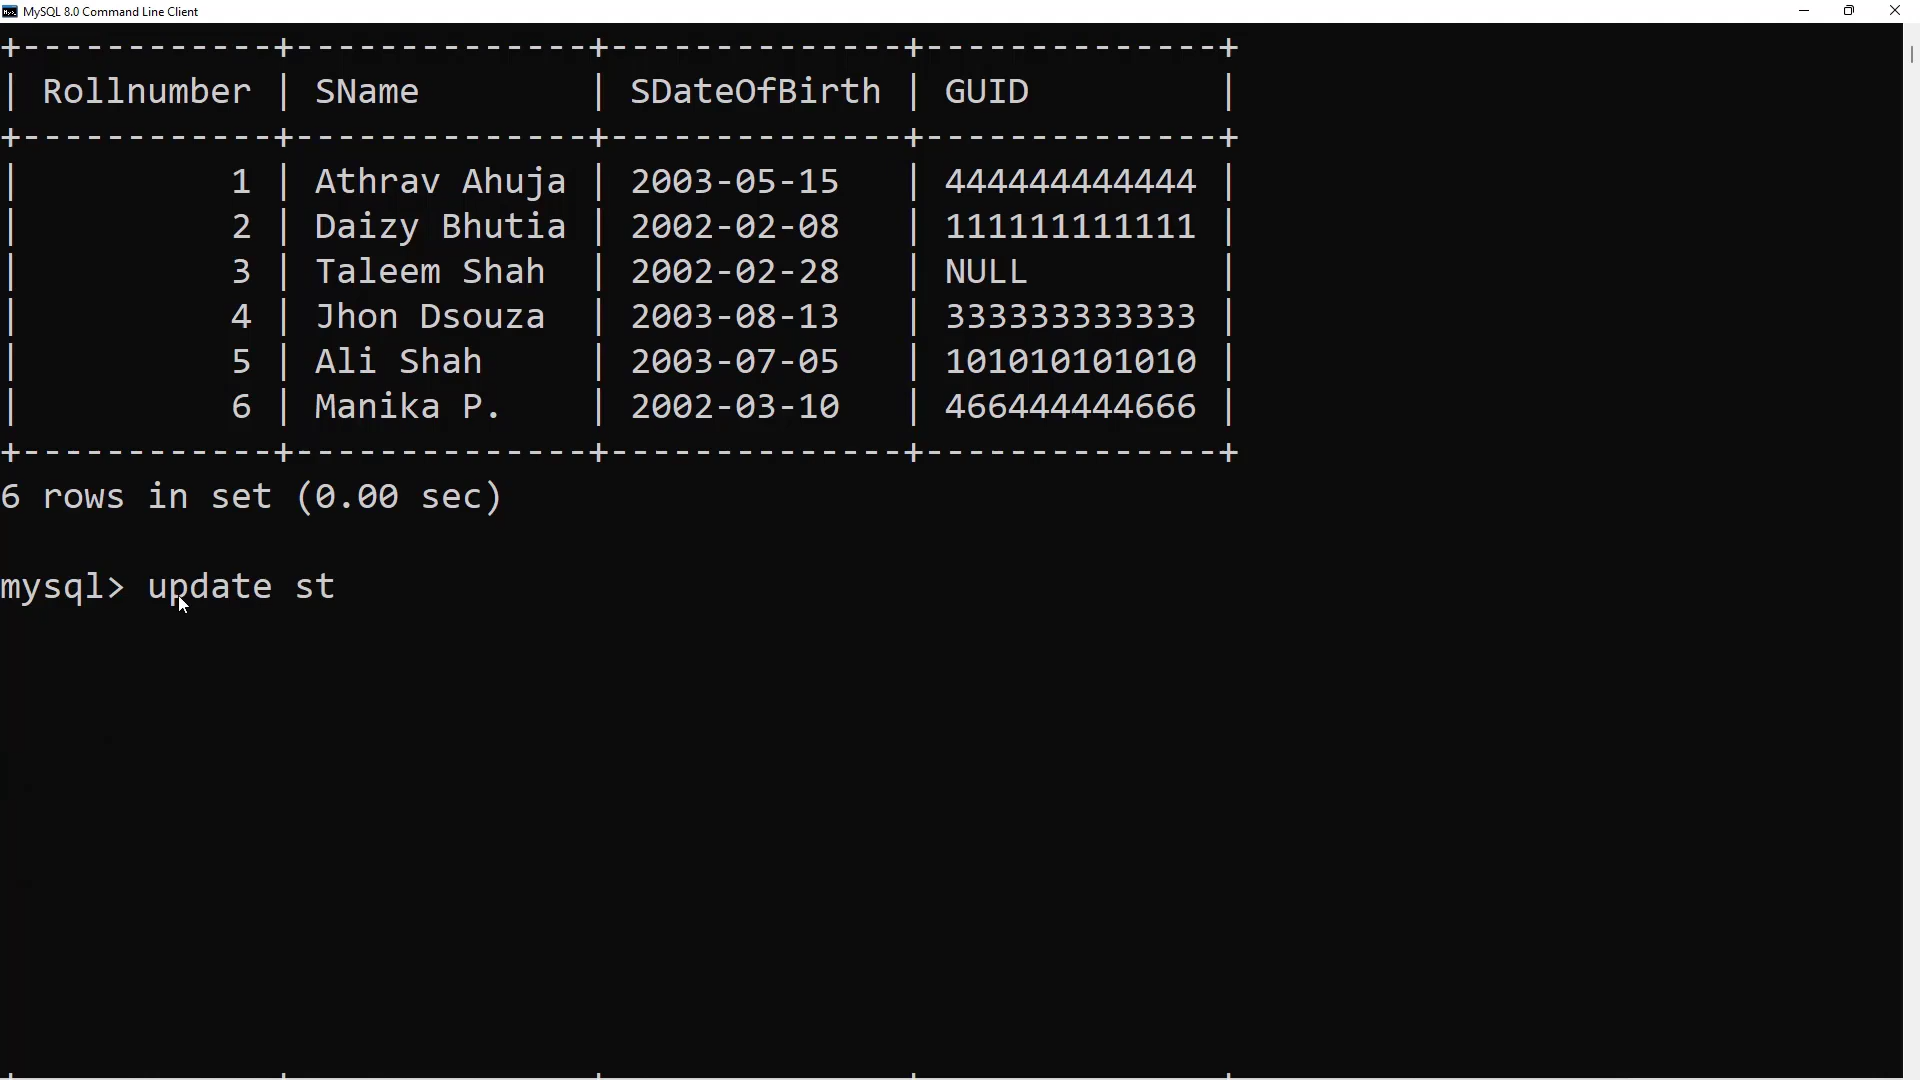 MySQL 8.0 Command Line Client
+------------+--------------+--------------+--------------+
| Rollnumber | SName        | SDateOfBirth | GUID         |
+------------+--------------+--------------+--------------+
|          1 | Athrav Ahuja | 2003-05-15   | 444444444444 |
|          2 | Daizy Bhutia | 2002-02-08   | 111111111111 |
|          3 | Taleem Shah  | 2002-02-28   | NULL         |
|          4 | Jhon Dsouza  | 2003-08-13   | 333333333333 |
|          5 | Ali Shah     | 2003-07-05   | 101010101010 |
|          6 | Manika P.    | 2002-03-10   | 466444444666 |
+------------+--------------+--------------+--------------+
6 rows in set (0.00 sec)
mysql> update st